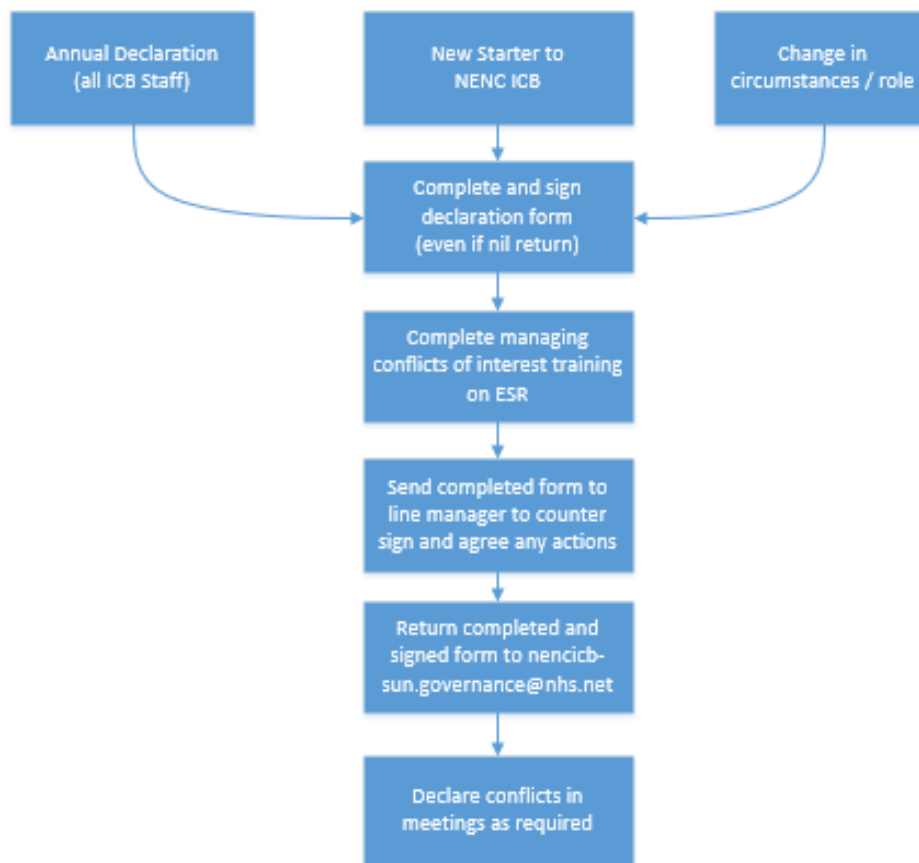 Annual Declaration
(all ICB Staff)
New Starter to
NENC ICB
Change in
circumstances / role
Complete and sign
declaration form
(even if nil return)
Complete managing
conflicts of interest training
on ESR
Send completed form to
line manager to counter
sign and agree any actions
Return completed and
signed form to nencicb-
sun.governance@nhs.net
Declare conflicts in
meetings as required